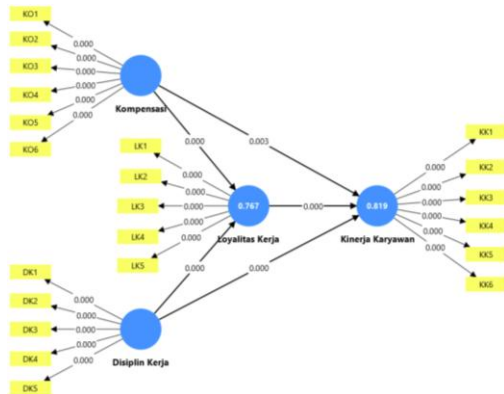 KO1
KO2
KO3
KO4
KO5
KO6
0.000
0.000
0.000
0.000
0.000
0.000
Kompensasi
0.000
0.003
LK1
LK2
LK3
LK4
LK5
0.000
0.000
0.000
0.000
0.000
0.767
Loyalitas Kerja
0.000
0.819
Kinerja Karyawan
KK1
KK2
KK3
KK4
KK5
KK6
0.000
0.000
0.000
0.000
0.000
0.000
0.000
0.000
DK1
DK2
DK3
DK4
DK5
0.000
0.000
0.000
0.000
0.000
Disiplin Kerja